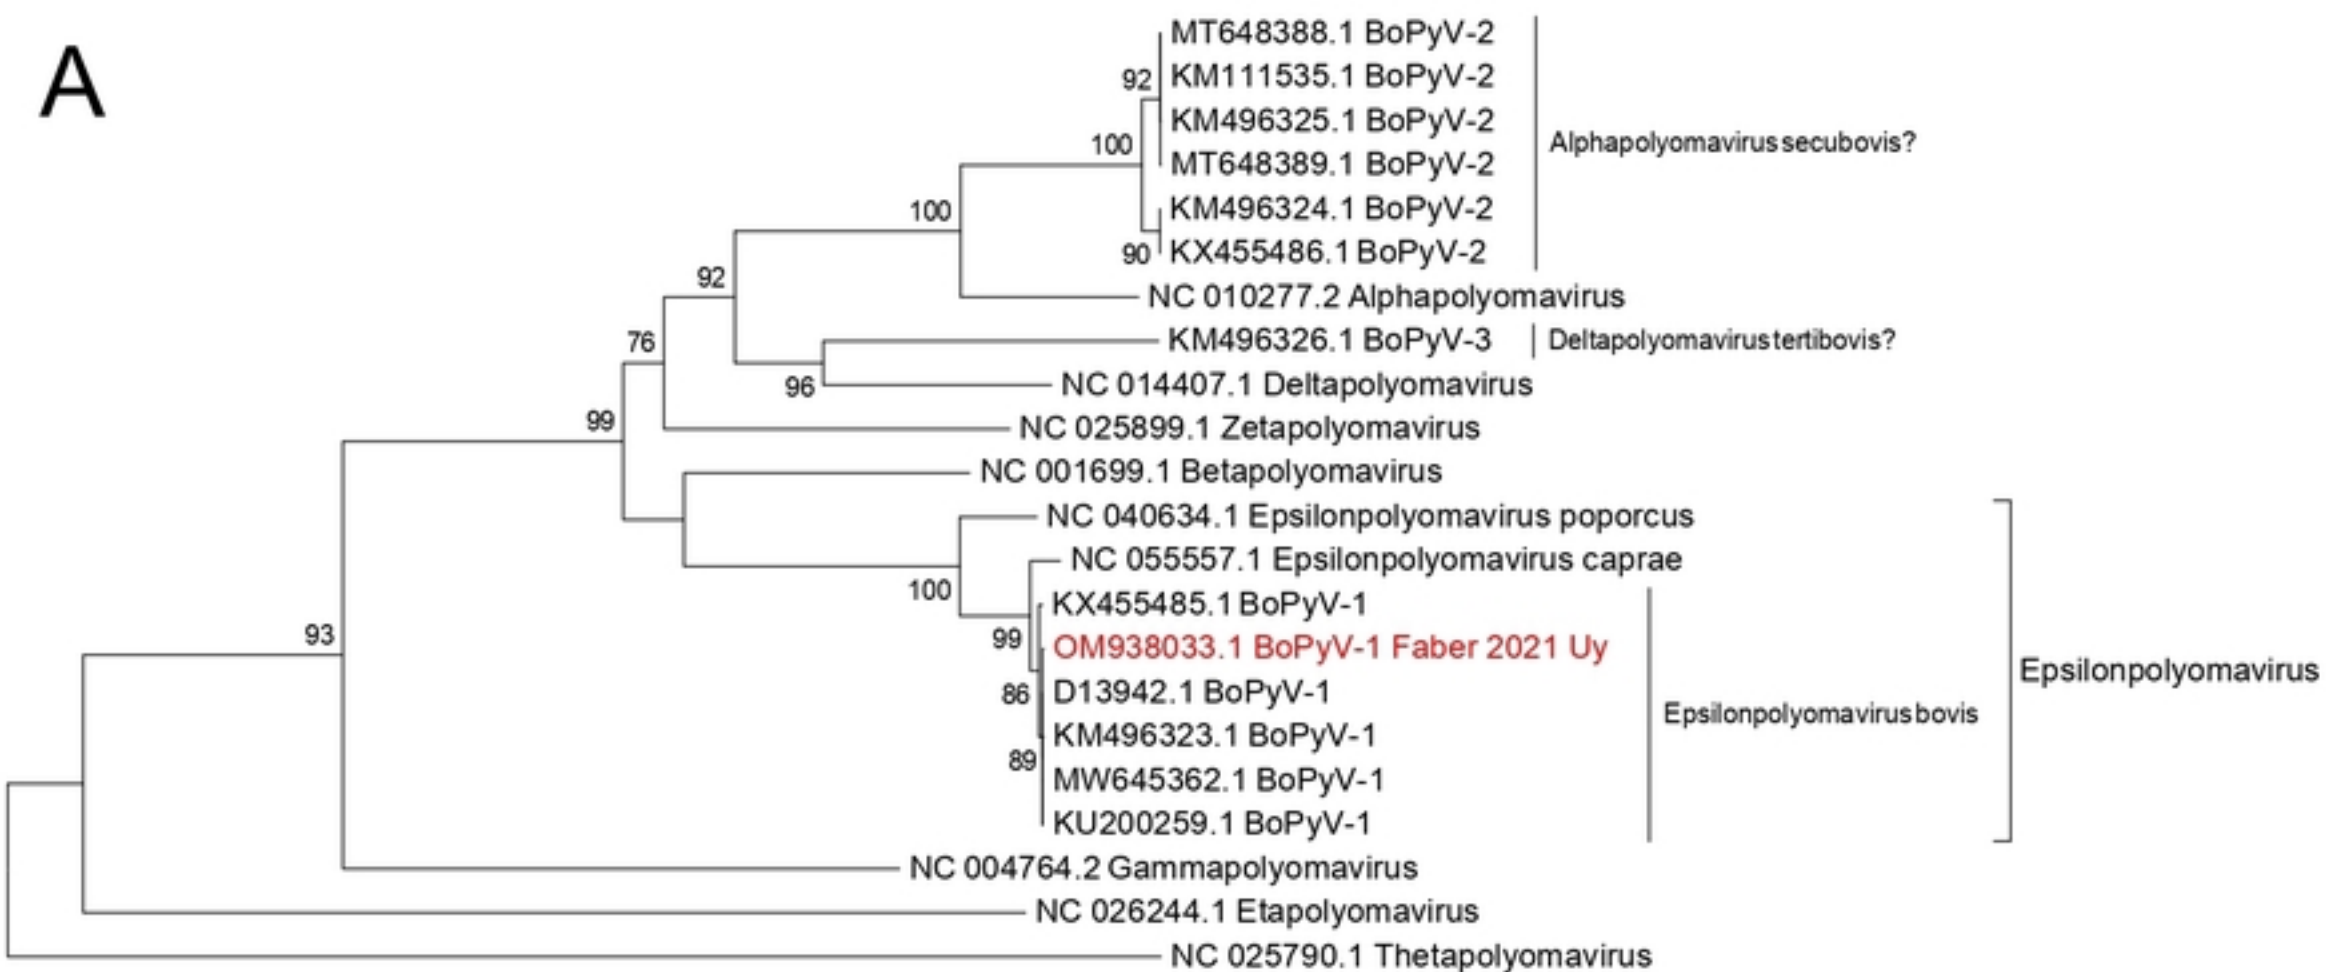 A
MT648388.1 BoPyV-2
92
KM111535.1 BoPyV-2
KM496325.1 BoPyV-2
100
Alphapolyomavirus secubovis?
MT648389.1 BoPyV-2
100
KM496324.1 BoPyV-2
90
KX455486.1 BoPyV-2
92
NC 010277.2 Alphapolyomavirus
76
KM496326.1 BoPyV-3
Deltapolyomavirus tertibovis?
96
NC 014407.1 Deltapolyomavirus
99
NC 025899.1 Zetapolyomavirus
NC 001699.1 Betapolyomavirus
NC 040634.1 Epsilonpolyomavirus poporcus
NC 055557.1 Epsilonpolyomavirus caprae
100
KX455485.1 BoPyV-1
93
99
OM938033.1 BoPyV-1 Faber 2021 Uy
Epsilonpolyomavirus
86
D13942.1 BoPyV-1
Epsilonpolyomavirus bovis
KM496323.1 BoPyV-1
89
MW645362.1 BoPyV-1
KU200259.1 BoPyV-1
NC 004764.2 Gammapolyomavirus
NC 026244.1 Etapolyomavirus
NC 025790.1 Thetapolyomavirus